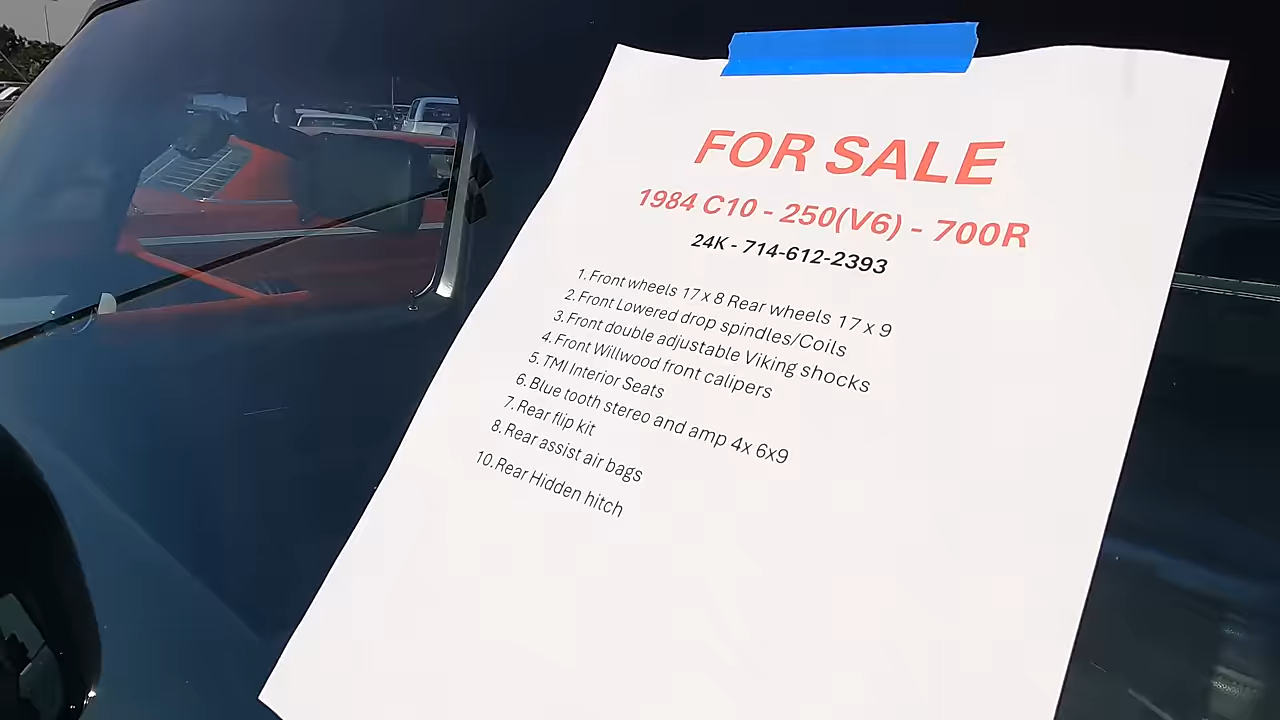 FOR SALE
1984 C10 - 250(V6) - 700R
24K - 714-612-2393
1. Front wheels 17 x 8 Rear wheels 17 x 9
2. Front Lowered drop spindles/Coils
3. Front double adjustable Viking shocks
4. Front Willwood front calipers
5. TMI Interior Seats
6. Blue tooth stereo and amp 4x 6x9
7. Rear flip kit
8. Rear assist air bags
10. Rear Hidden hitch